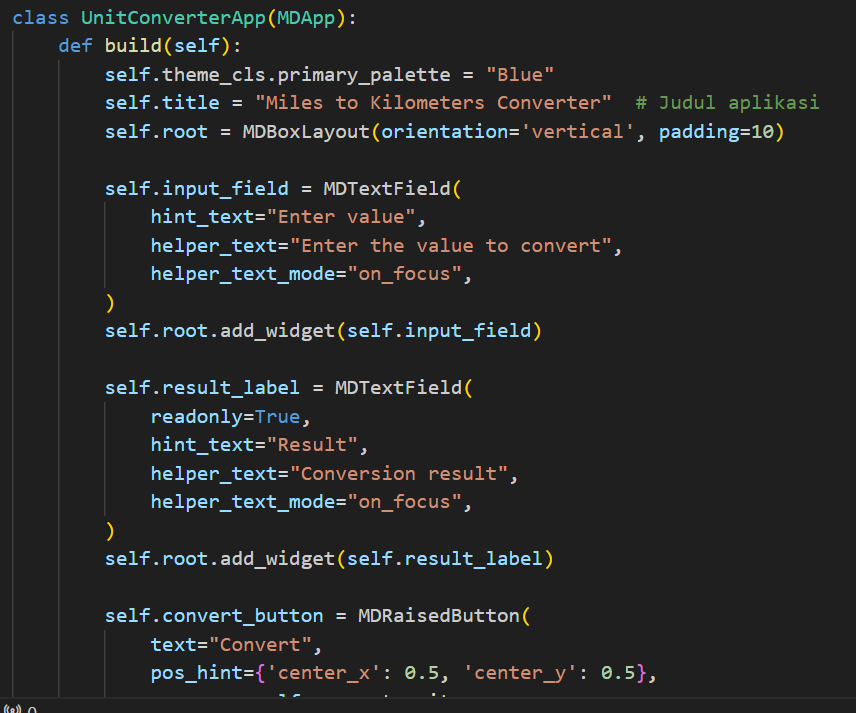 class UnitConverterApp(MDApp):
    def build(self):
        self.theme_cls.primary_palette = "Blue"
        self.title = "Miles to Kilometers Converter"  # Judul aplikasi
        self.root = MDBoxLayout(orientation='vertical', padding=10)

        self.input_field = MDTextField(
            hint_text="Enter value",
            helper_text="Enter the value to convert",
            helper_text_mode="on_focus",
        )
        self.root.add_widget(self.input_field)

        self.result_label = MDTextField(
            readonly=True,
            hint_text="Result",
            helper_text="Conversion result",
            helper_text_mode="on_focus",
        )
        self.root.add_widget(self.result_label)

        self.convert_button = MDRaisedButton(
            text="Convert",
            pos_hint={'center_x': 0.5, 'center_y': 0.5},
0